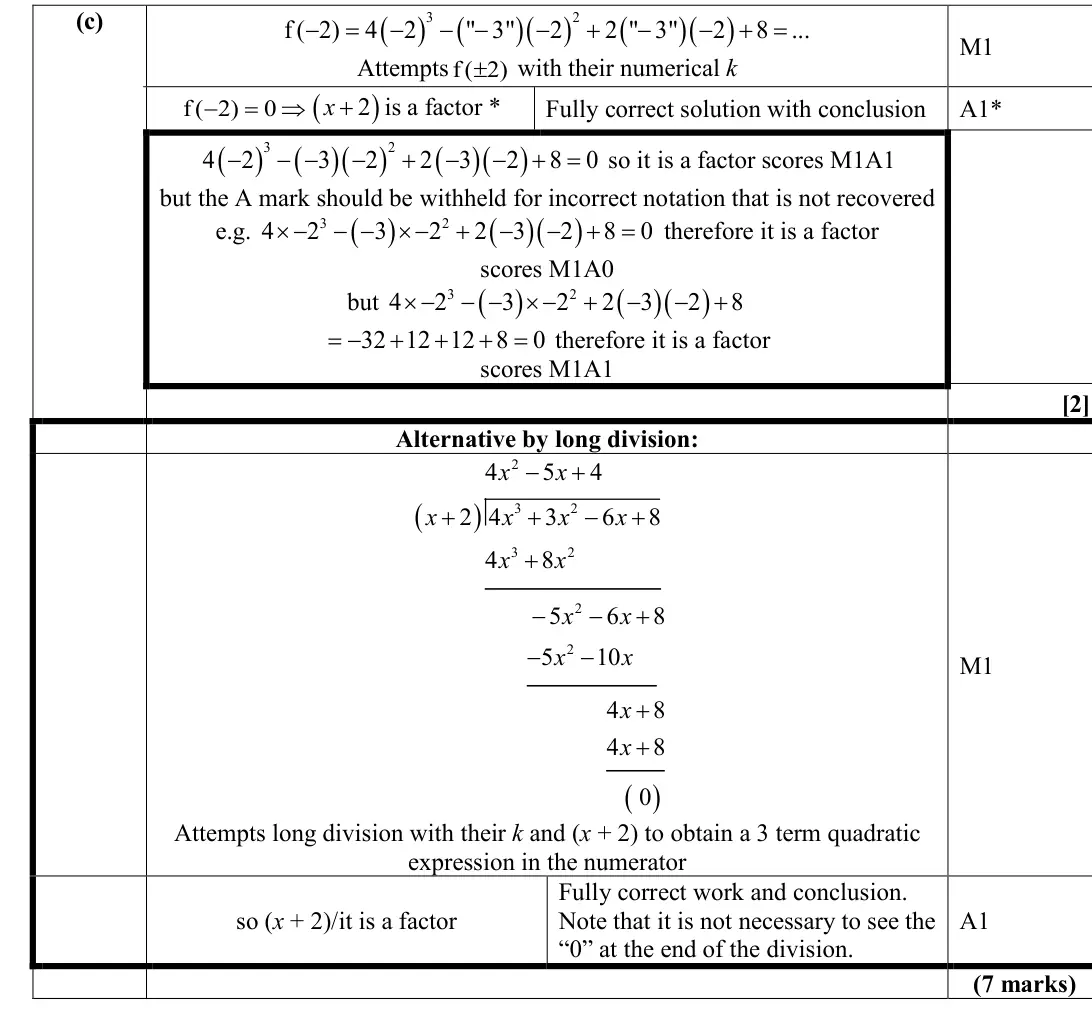 (c)
f(−2) = 4(−2)³ − ("−3")(−2)² + 2("−3")(−2) + 8 = ...
Attempts f(±2) with their numerical k
M1
f(−2) = 0 ⇒ (x + 2) is a factor *
Fully correct solution with conclusion
A1*
4(−2)³ − (−3)(−2)² + 2(−3)(−2) + 8 = 0 so it is a factor scores M1A1
but the A mark should be withheld for incorrect notation that is not recovered
e.g. 4 × −2³ − (−3) × −2² + 2(−3)(−2) + 8 = 0 therefore it is a factor
scores M1A0
but 4 × −2³ − (−3) × −2² + 2(−3)(−2) + 8
= −32 + 12 + 12 + 8 = 0 therefore it is a factor
scores M1A1
[2]
Alternative by long division:
4x² − 5x + 4
(x + 2)|4x³ + 3x² − 6x + 8
4x³ + 8x²
−5x² − 6x + 8
−5x² − 10x
4x + 8
4x + 8
(0)
Attempts long division with their k and (x + 2) to obtain a 3 term quadratic
expression in the numerator
M1
so (x + 2)/it is a factor
Fully correct work and conclusion.
Note that it is not necessary to see the
“0” at the end of the division.
A1
(7 marks)